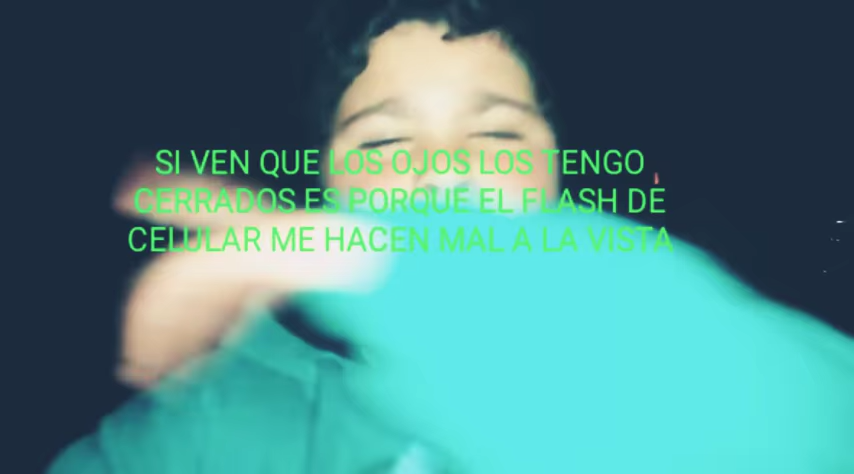 SI VEN QUE LOS OJOS LOS TENGO
CERRADOS ES PORQUE EL FLASH DE
CELULAR ME HACEN MAL A LA VISTA